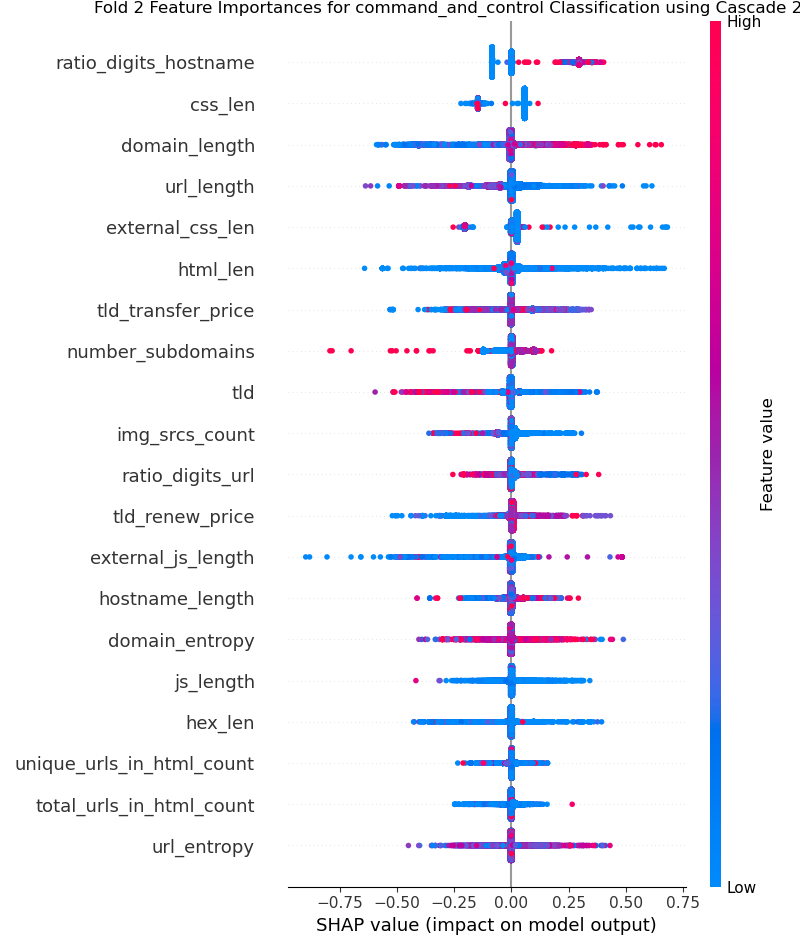 Fold 2 Feature Importances for command_and_control Classification using Cascade 2
High
ratio_digits_hostname
css_len
domain_length
url_length
external_css_len
html_len
tld_transfer_price
number_subdomains
tld
img_srcs_count
ratio_digits_url
tld_renew_price
external_js_length
hostname_length
domain_entropy
js_length
hex_len
unique_urls_in_html_count
total_urls_in_html_count
url_entropy
Feature value
Low
−0.75 −0.50 −0.25 0.00 0.25 0.50 0.75
SHAP value (impact on model output)